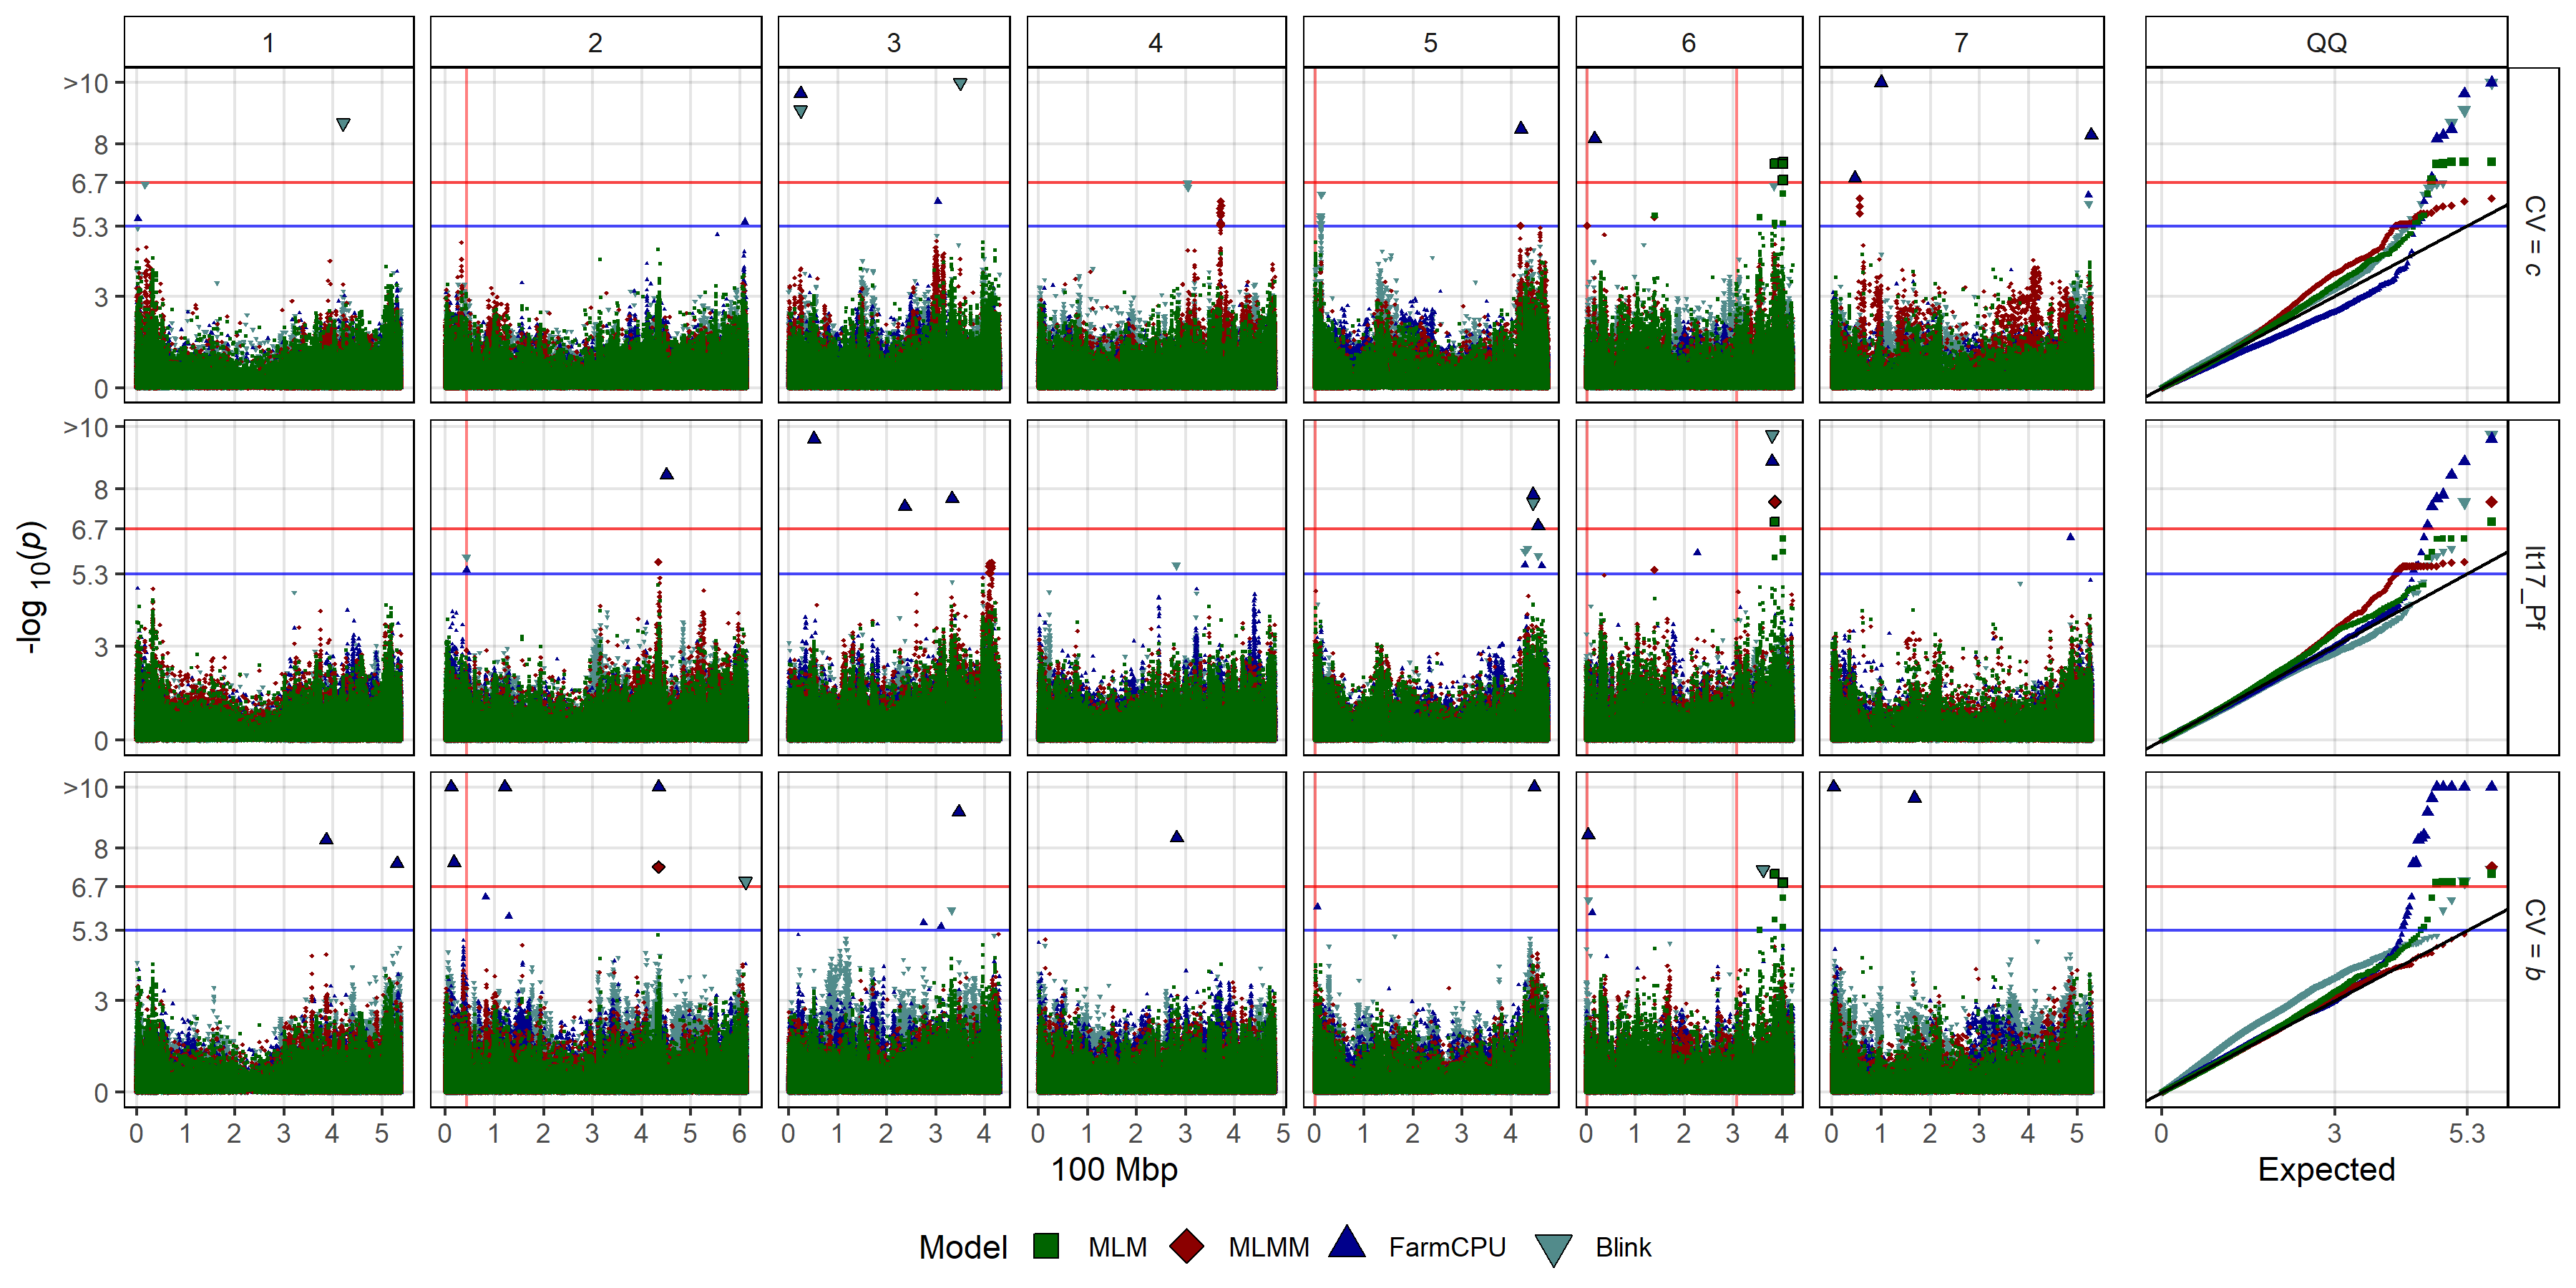 1 2 3 4 5 6 7 QQ
>10
8
6.7
5.3
3
0
CV = c
>10
8
6.7
5.3
3
0
It17_Pf
>10
8
6.7
5.3
3
0
CV = b
-log 10(p)
0 1 2 3 4 5 0 1 2 3 4 5 6 0 1 2 3 4 0 1 2 3 4 5 0 1 2 3 4 0 1 2 3 4 0 1 2 3 4 5 0 3 5.3
100 Mbp Expected
Model MLM MLMM FarmCPU Blink